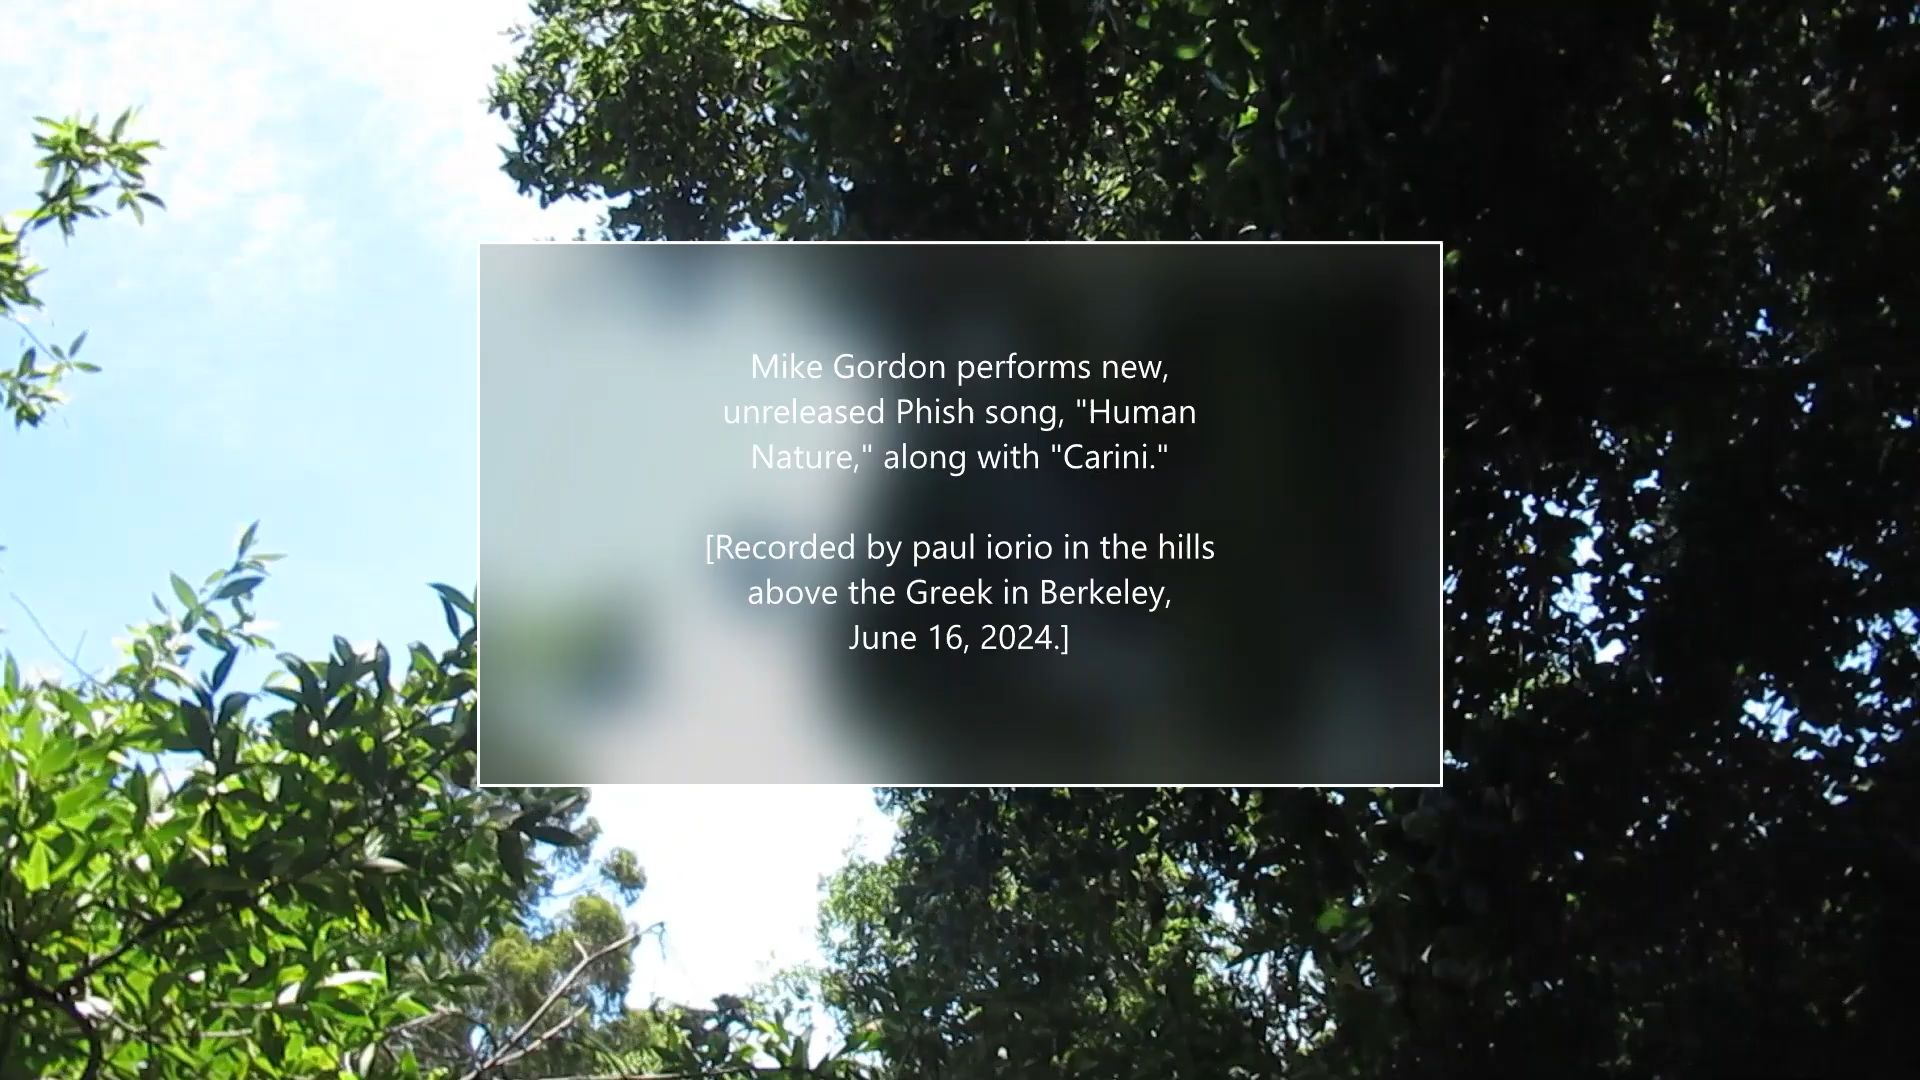 Mike Gordon performs new,
unreleased Phish song, "Human
Nature," along with "Carini."
[Recorded by paul iorio in the hills
above the Greek in Berkeley,
June 16, 2024.]